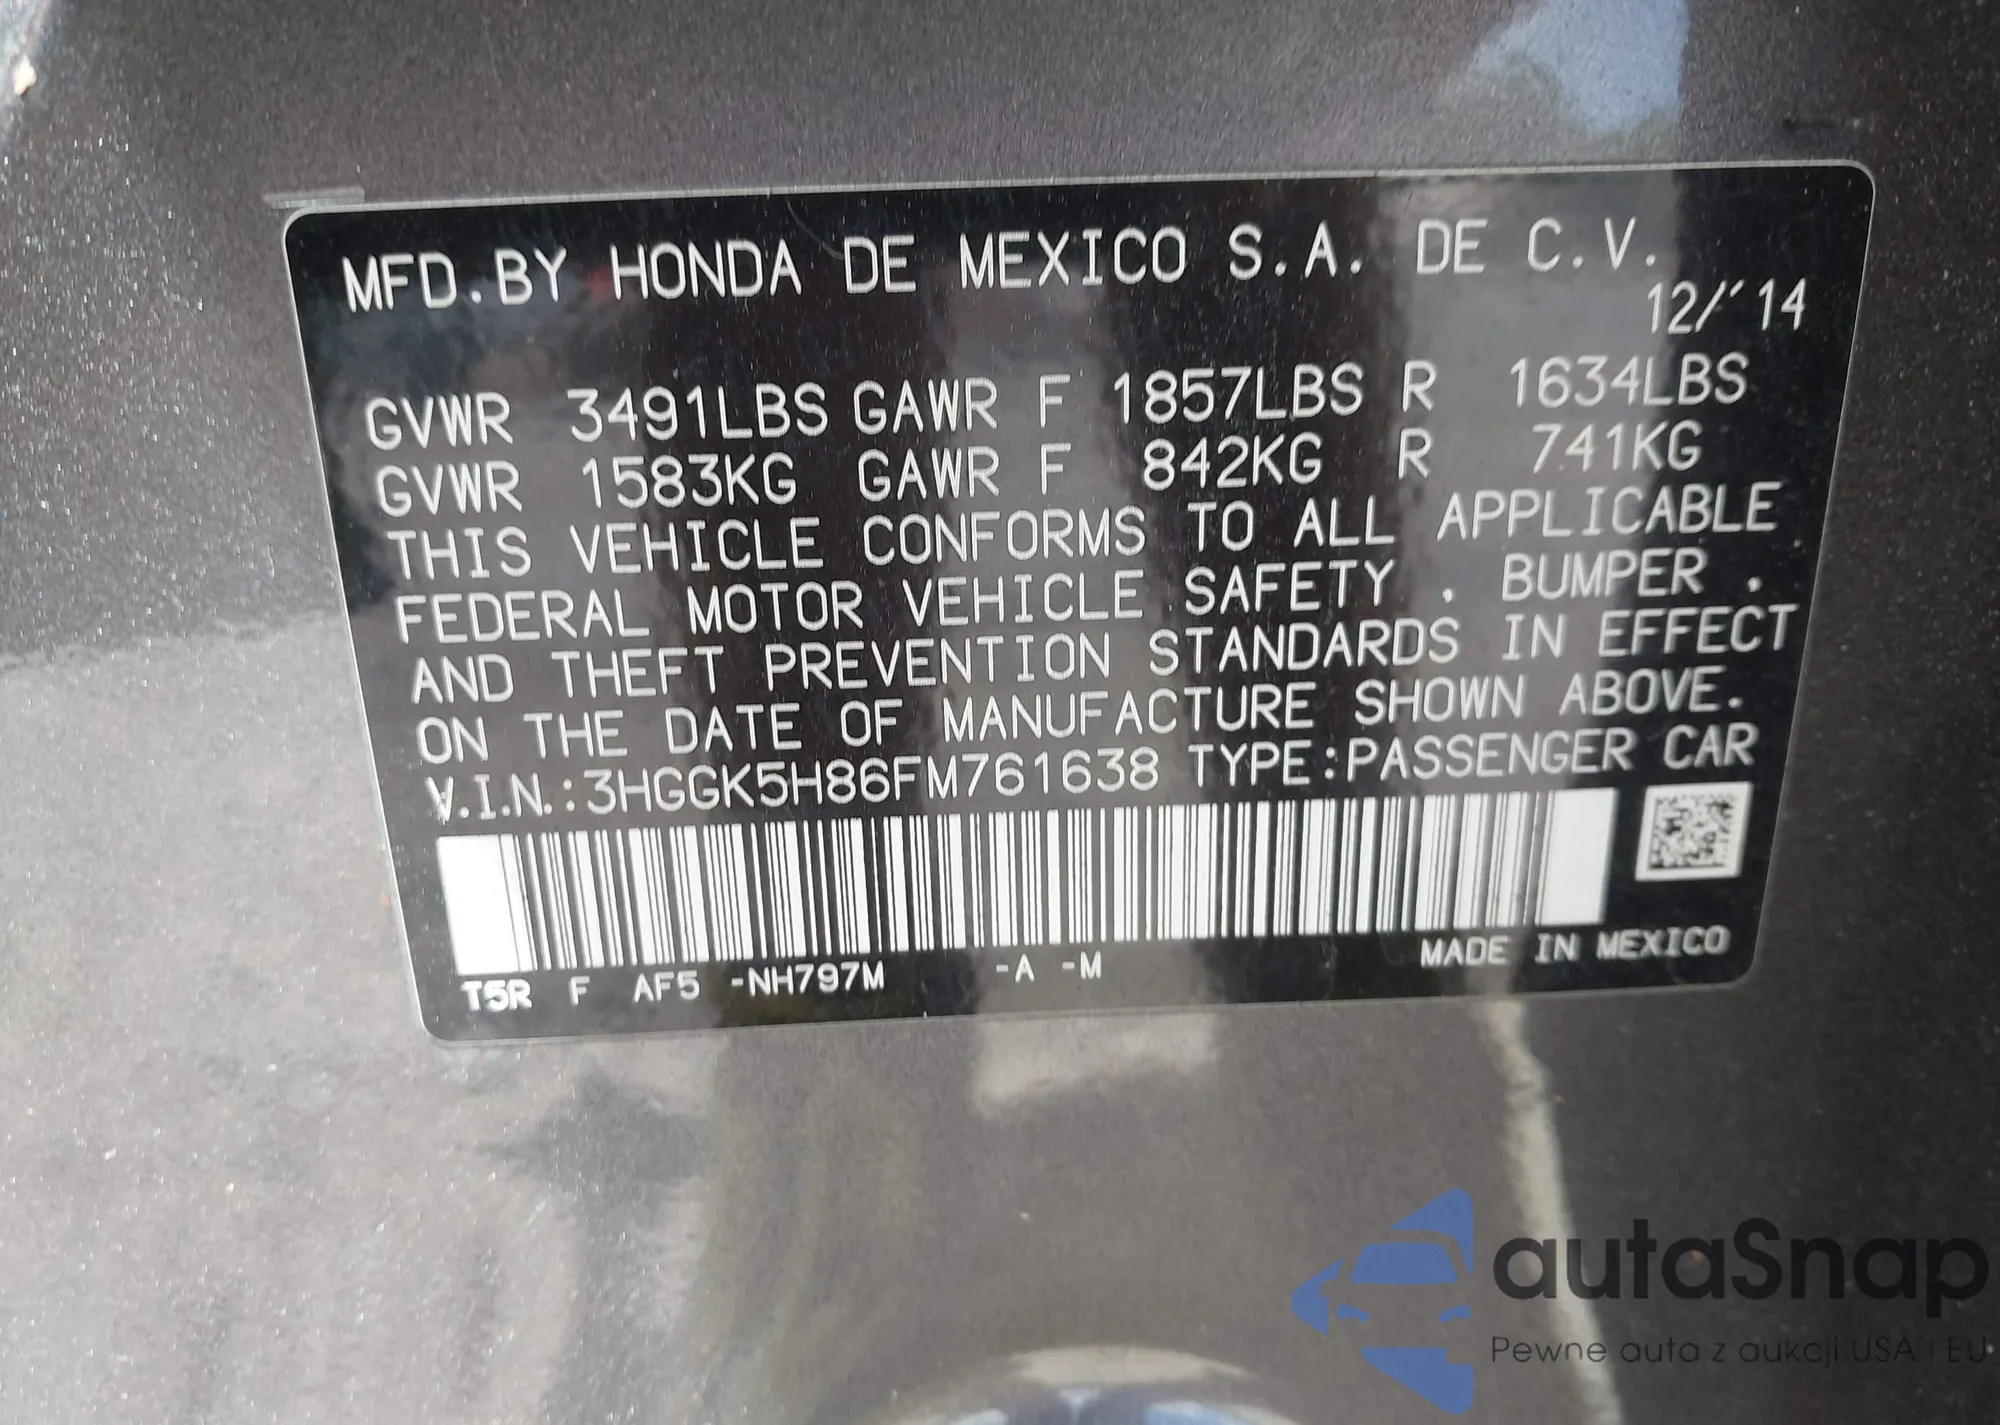 MFD.BY HONDA DE MEXICO S.A. DE C.V.
12/'14
GVWR 3491LBS GAWR F 1857LBS R 1634LBS
GVWR 1583KG GAWR F 842KG R 741KG
THIS VEHICLE CONFORMS TO ALL APPLICABLE
FEDERAL MOTOR VEHICLE SAFETY . BUMPER .
AND THEFT PREVENTION STANDARDS IN EFFECT
ON THE DATE OF MANUFACTURE SHOWN ABOVE.
V.I.N.:3HGGK5H86FM761638 TYPE:PASSENGER CAR
T5R F AF5 -NH797M -A -M MADE IN MEXICO
autaSnap
Pewne auta z aukcji USA i EU